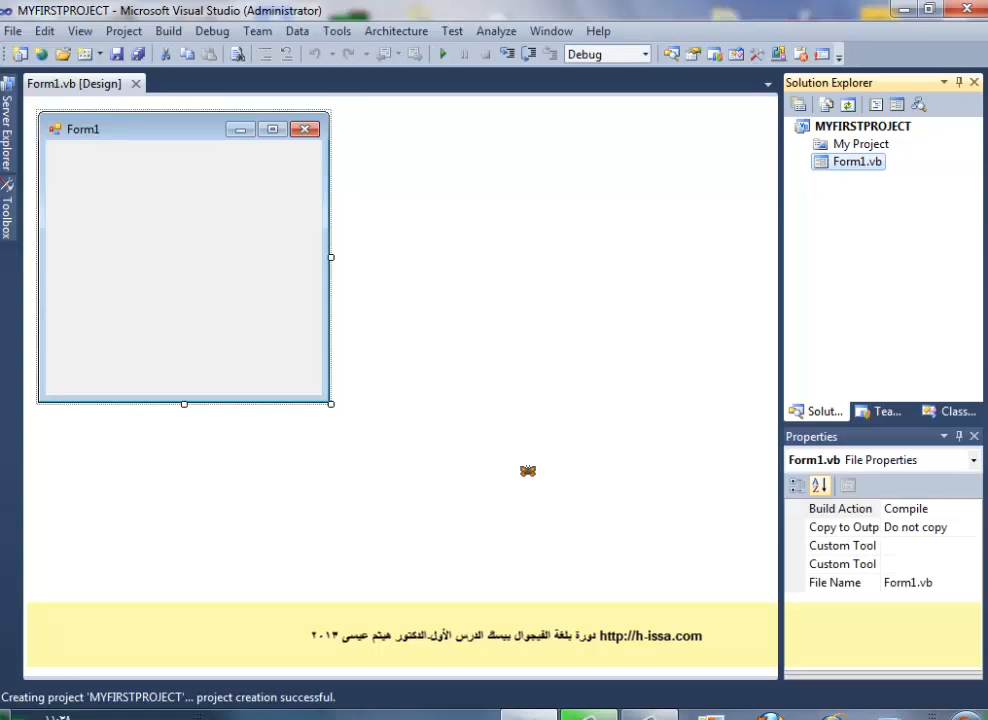 MYFIRSTPROJECT - Microsoft Visual Studio (Administrator)
File Edit View Project Build Debug Team Data Tools Architecture Test Analyze Window Help
Debug
Form1.vb [Design]
Solution Explorer
Server Explorer
Toolbox
Form1
MYFIRSTPROJECT
My Project
Form1.vb
Solut... Tea... Class...
Properties
Form1.vb File Properties
Build Action Compile
Copy to Outp Do not copy
Custom Tool
Custom Tool
File Name Form1.vb
http://h-issa.com دورة بلغة الفيجوال بيسك الدرس الأول.الدكتور هيثم عيسى ٢٠١٣
Creating project 'MYFIRSTPROJECT'... project creation successful.